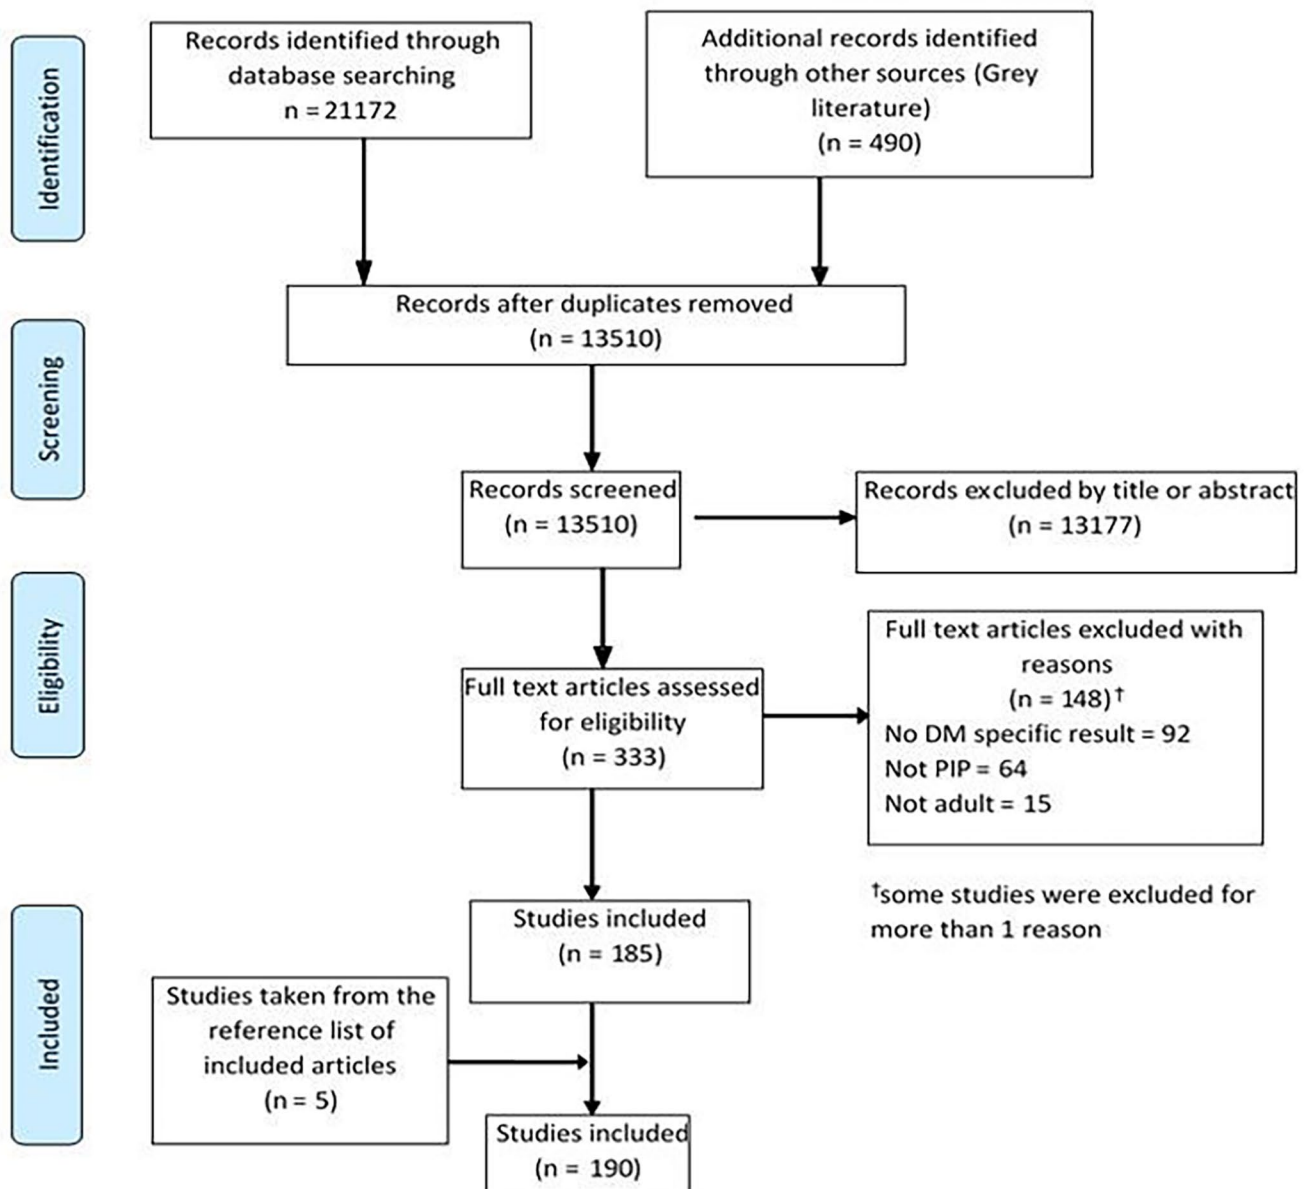 Identification
Records identified through
database searching
n = 21172
Additional records identified
through other sources (Grey
literature)
(n = 490)
Screening
Records after duplicates removed
(n = 13510)
Records screened
(n = 13510)
Records excluded by title or abstract
(n = 13177)
Eligibility
Full text articles assessed
for eligibility
(n = 333)
Full text articles excluded with
reasons
(n = 148)†
No DM specific result = 92
Not PIP = 64
Not adult = 15
†some studies were excluded for
more than 1 reason
Included
Studies included
(n = 185)
Studies taken from the
reference list of
included articles
(n = 5)
Studies included
(n = 190)